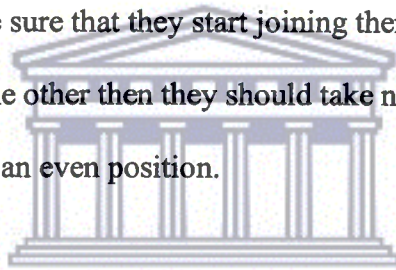 sure that they start joining the
e other then they should take n
an even position.